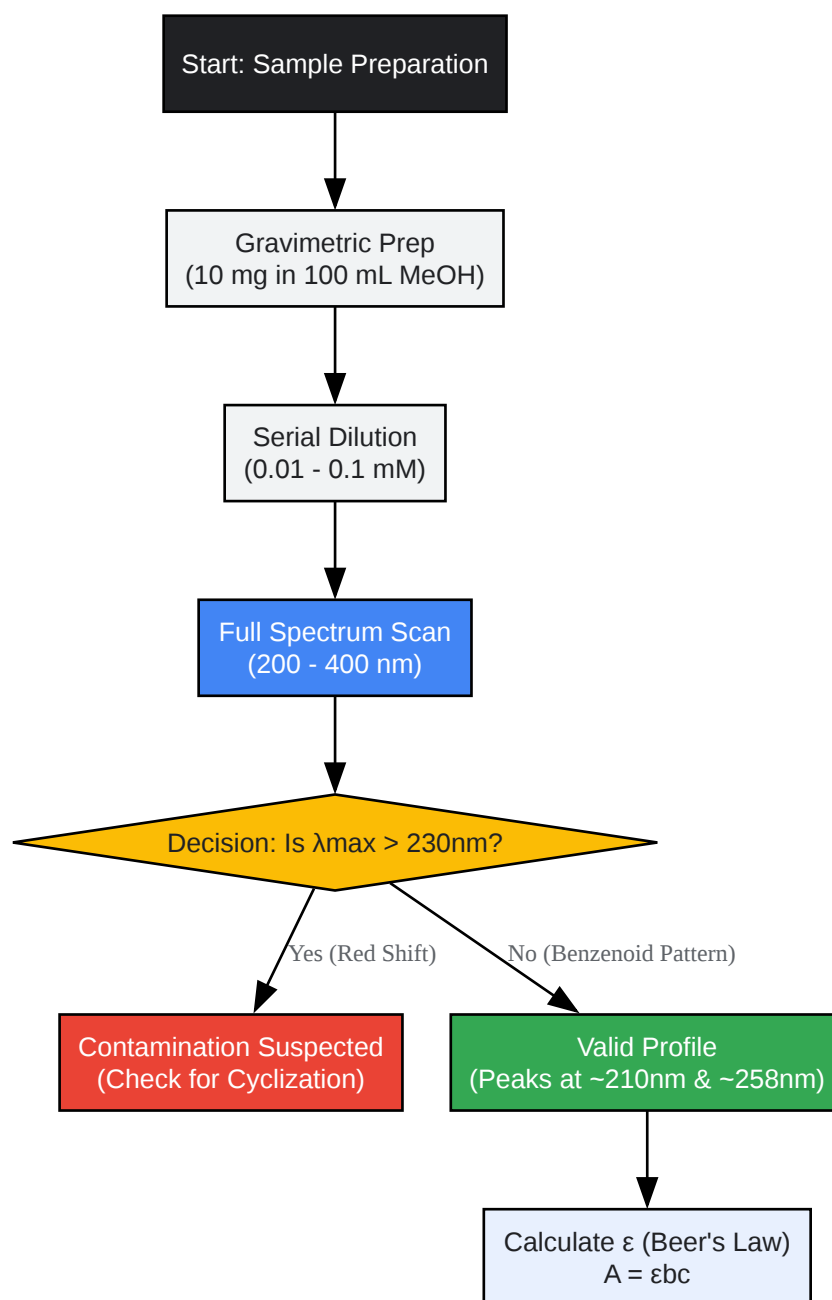 Start: Sample Preparation
Gravimetric Prep
(10 mg in 100 mL MeOH)
Serial Dilution
(0.01 - 0.1 mM)
Full Spectrum Scan
(200 - 400 nm)
Decision: Is λmax > 230nm?
Yes (Red Shift)
No (Benzenoid Pattern)
Contamination Suspected
(Check for Cyclization)
Valid Profile
(Peaks at ~210nm & ~258nm)
Calculate ε (Beer's Law)
A = εbc